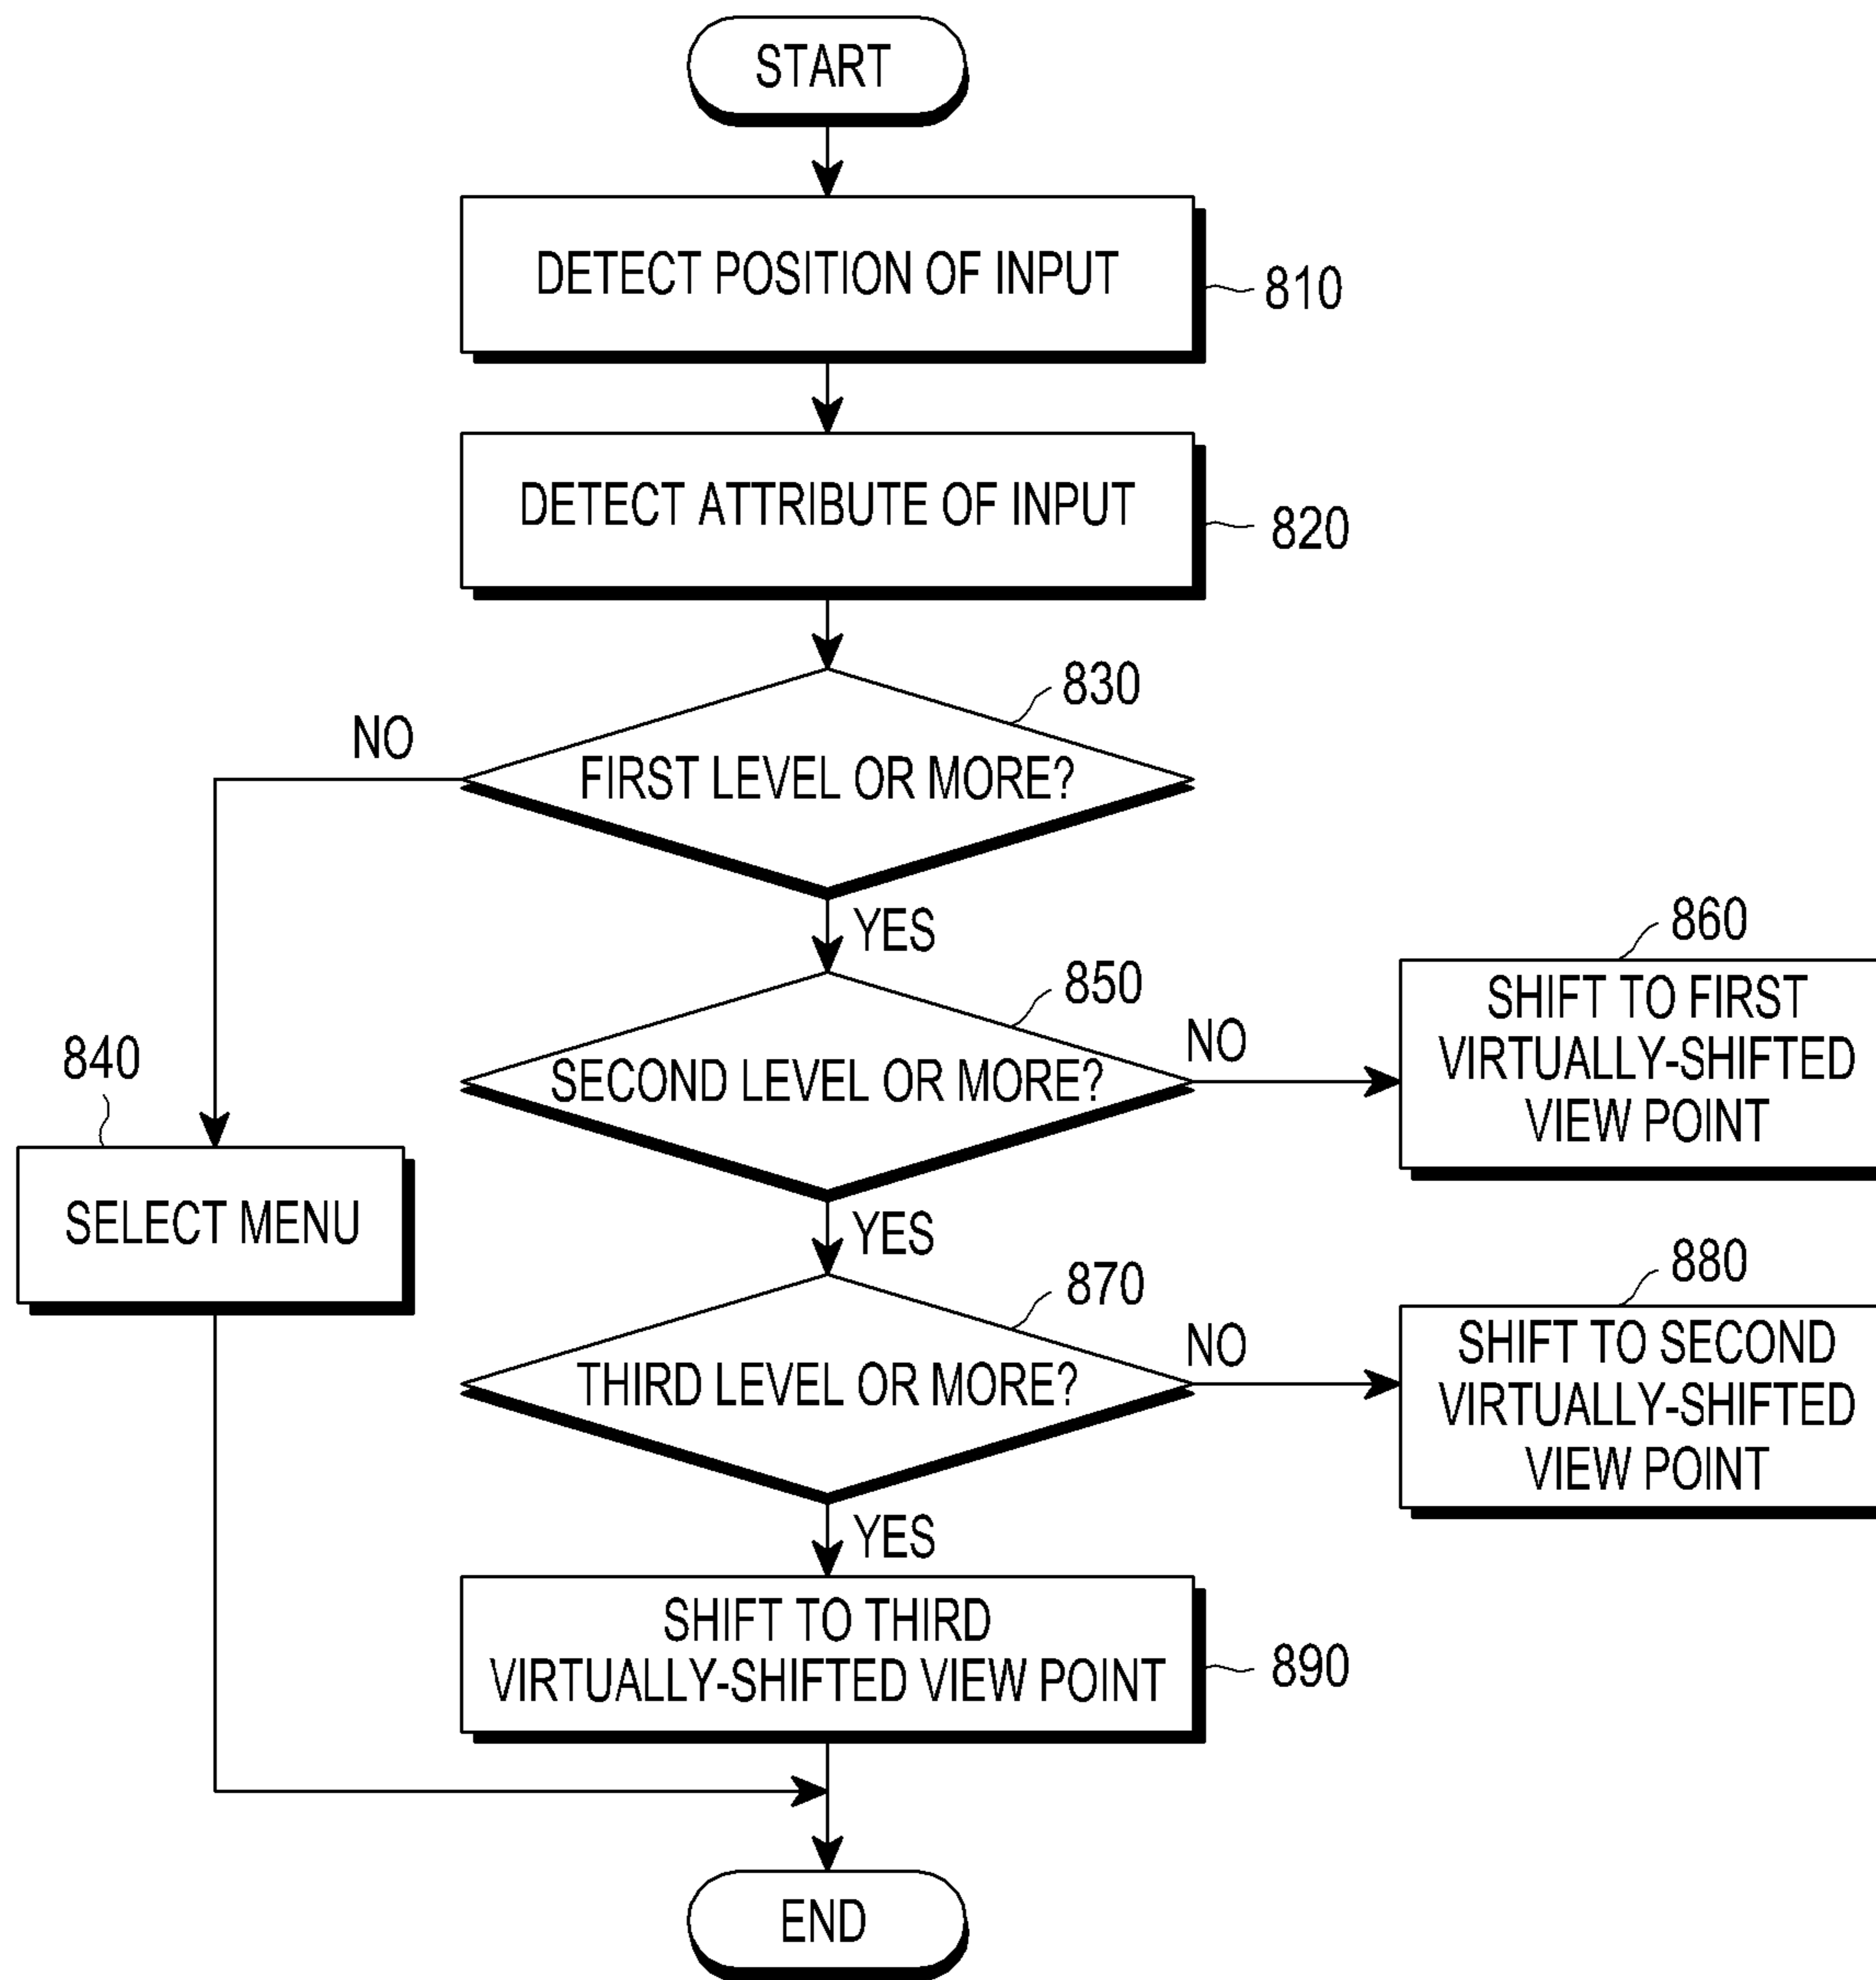 START
DETECT POSITION OF INPUT
810
DETECT ATTRIBUTE OF INPUT
820
830
NO
FIRST LEVEL OR MORE?
YES
850
SECOND LEVEL OR MORE?
NO
860
SHIFT TO FIRST
VIRTUALLY-SHIFTED
VIEW POINT
840
SELECT MENU
YES
870
THIRD LEVEL OR MORE?
NO
880
SHIFT TO SECOND
VIRTUALLY-SHIFTED
VIEW POINT
YES
SHIFT TO THIRD
VIRTUALLY-SHIFTED VIEW POINT
890
END